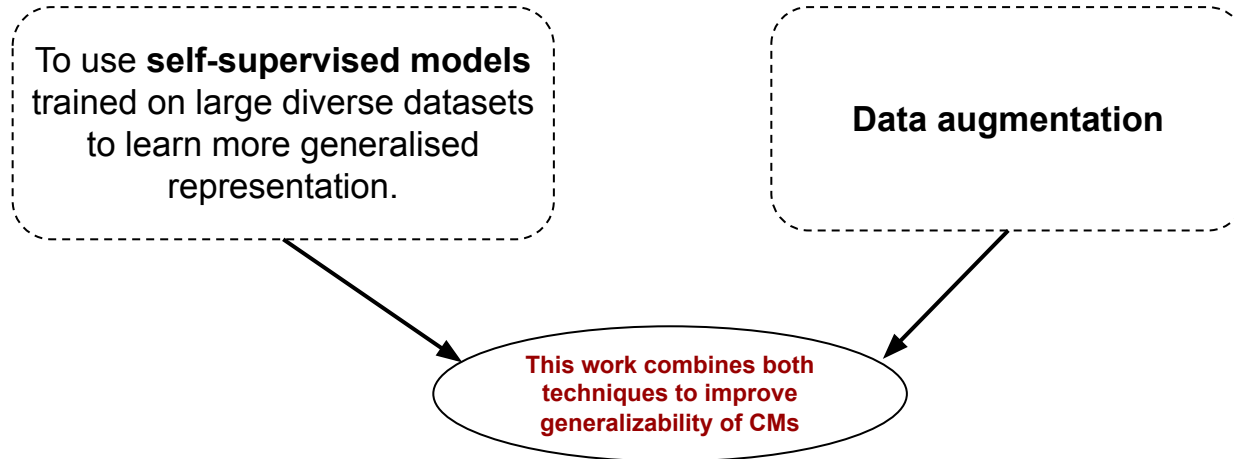 To use self-supervised models
trained on large diverse datasets
to learn more generalised
representation.
Data augmentation
This work combines both
techniques to improve
generalizability of CMs